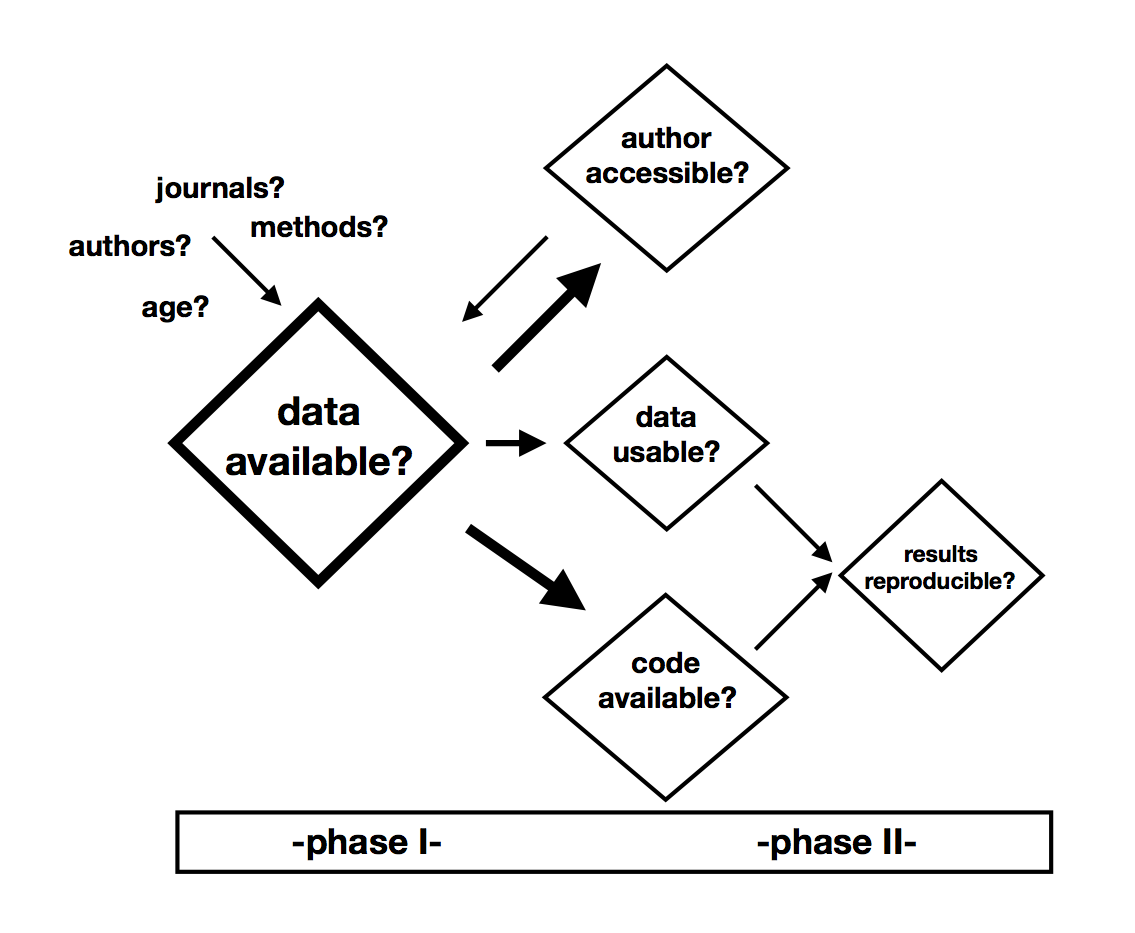 author
accessible?
journals?
methods?
authors?
age?
data
available?
data
usable?
results
reproducible?
code
available?
-phase I-
-phase II-